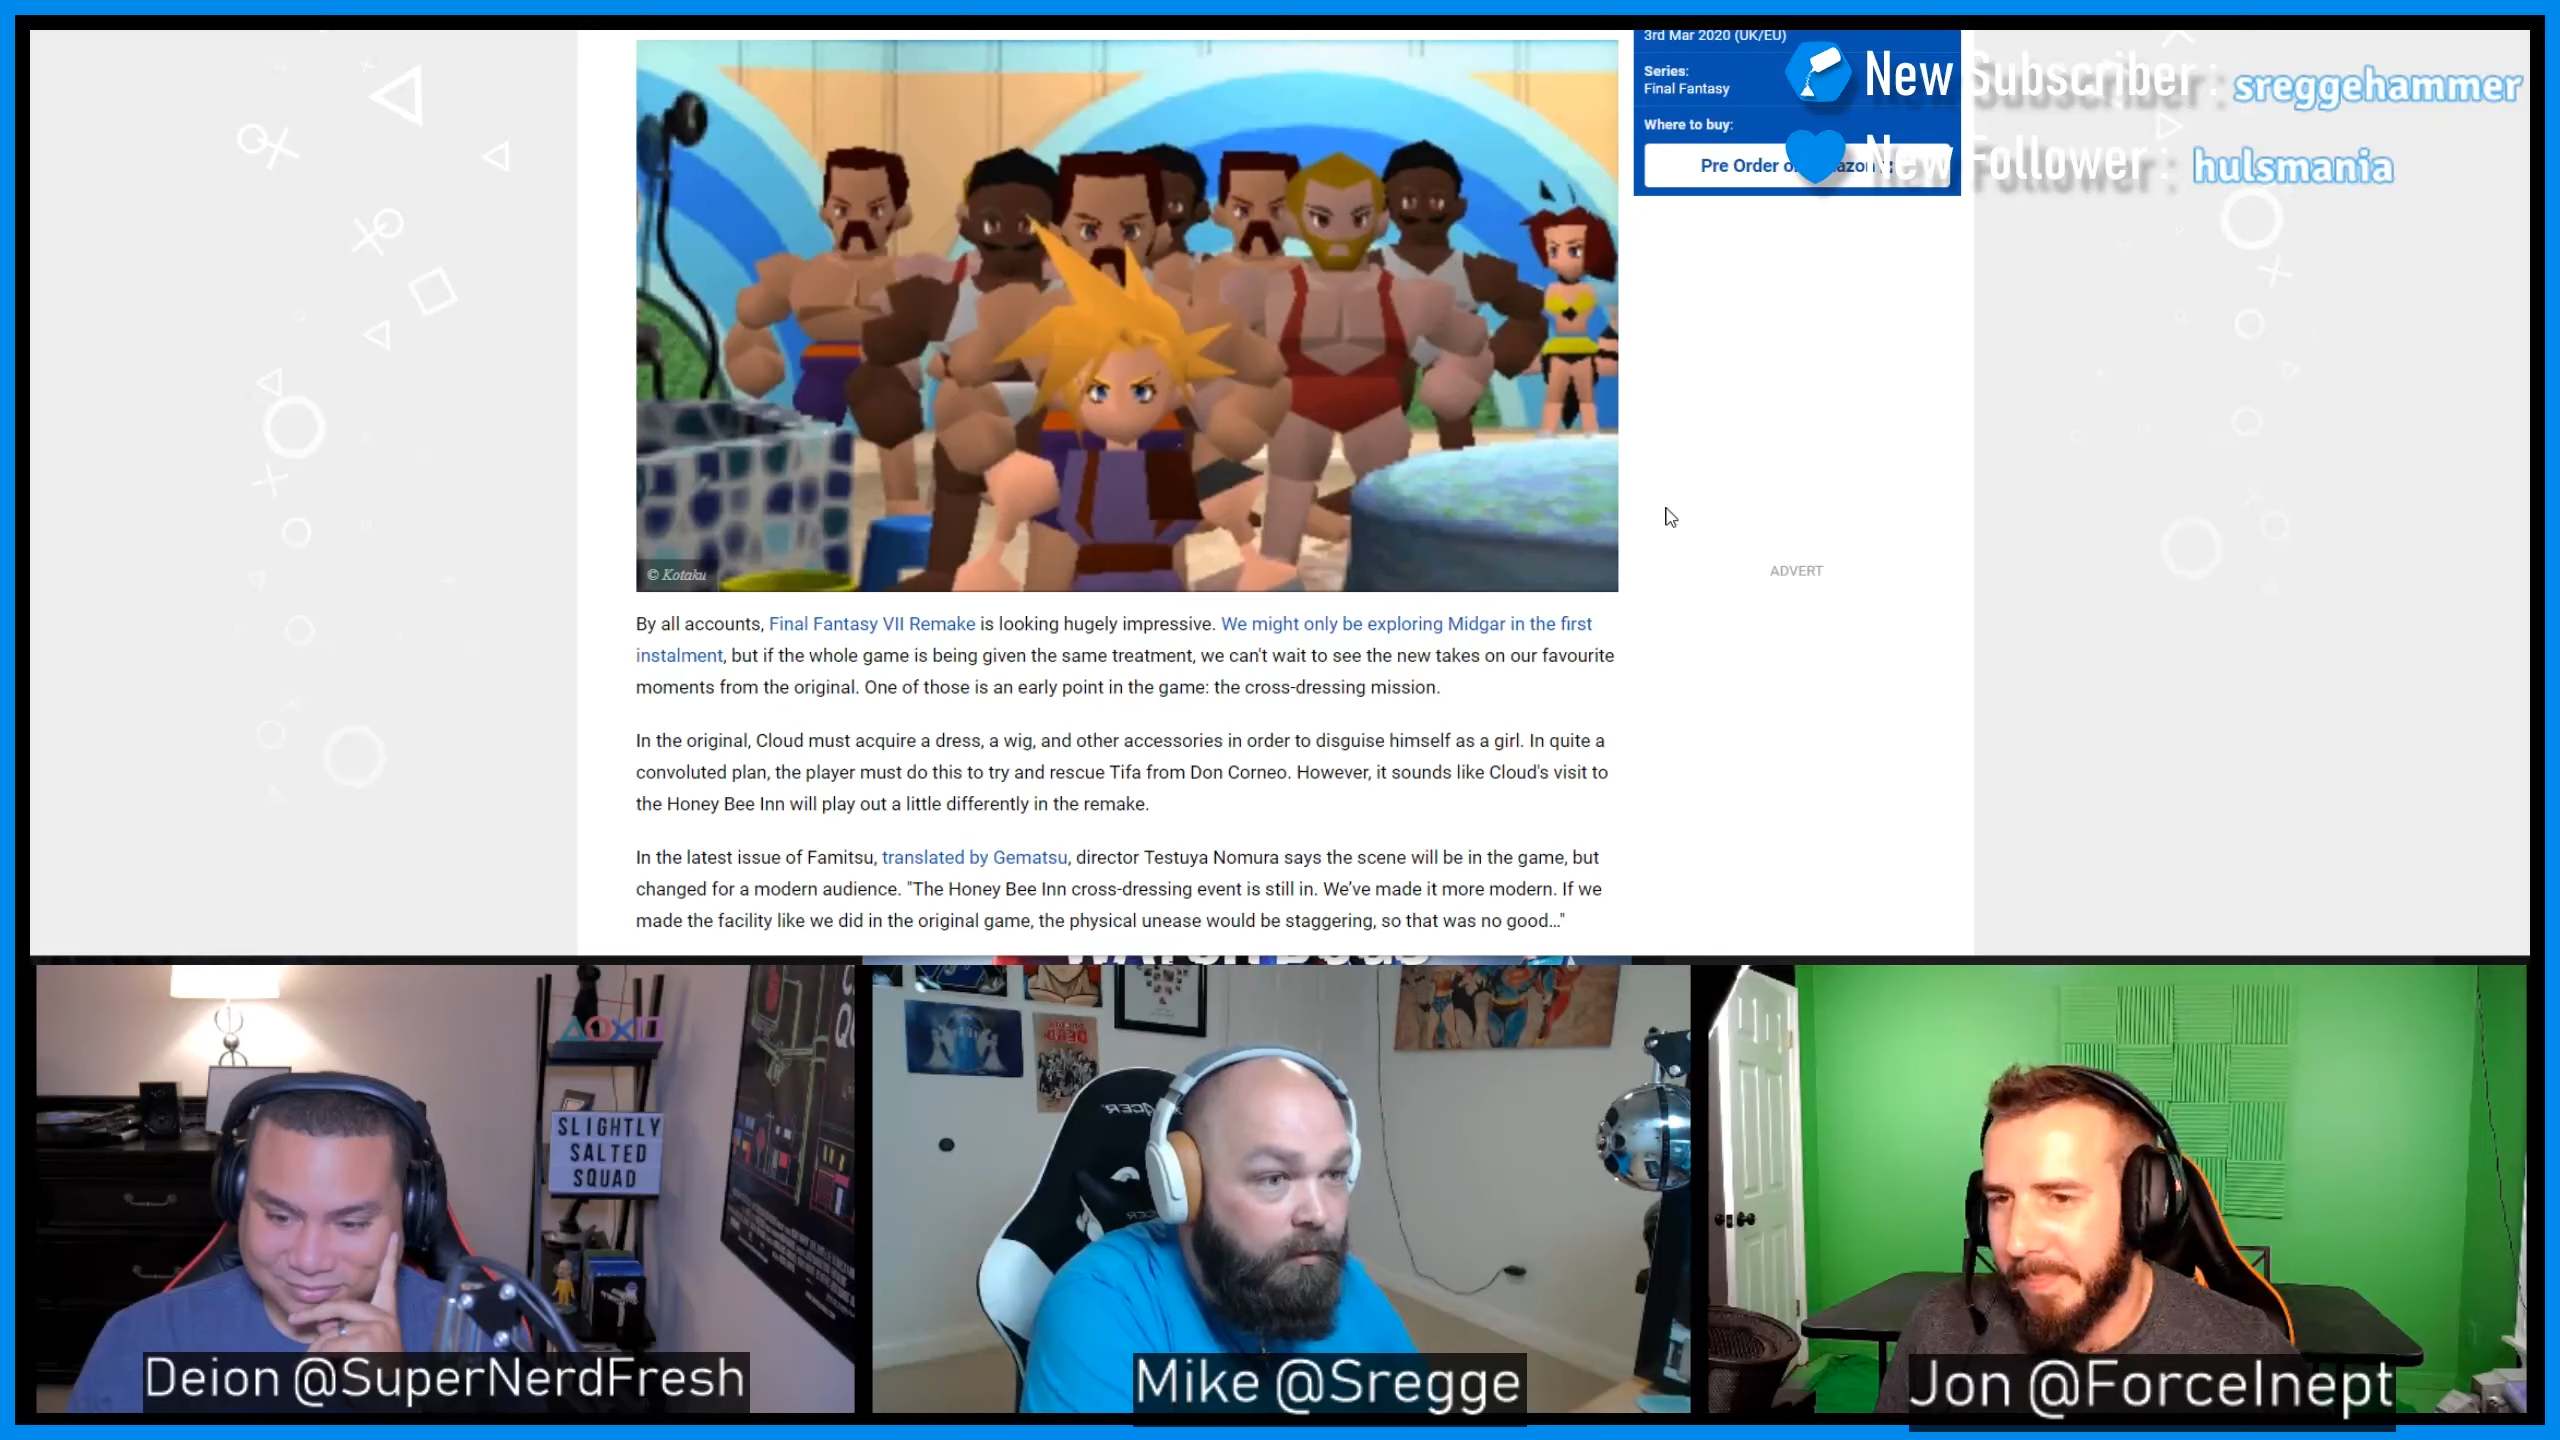 3rd Mar 2020 (UK/EU)
Series:
Final Fantasy
Where to buy:
Pre Order
New Subscriber : sreggehammer
New Follower : hulsmania
© Kotaku
ADVERT
By all accounts, Final Fantasy VII Remake is looking hugely impressive. We might only be exploring Midgar in the first
instalment, but if the whole game is being given the same treatment, we can't wait to see the new takes on our favourite
moments from the original. One of those is an early point in the game: the cross-dressing mission.
In the original, Cloud must acquire a dress, a wig, and other accessories in order to disguise himself as a girl. In quite a
convoluted plan, the player must do this to try and rescue Tifa from Don Corneo. However, it sounds like Cloud's visit to
the Honey Bee Inn will play out a little differently in the remake.
In the latest issue of Famitsu, translated by Gematsu, director Testuya Nomura says the scene will be in the game, but
changed for a modern audience. "The Honey Bee Inn cross-dressing event is still in. We've made it more modern. If we
made the facility like we did in the original game, the physical unease would be staggering, so that was no good…"
SLIGHTLY
SALTED
SQUAD
Deion @SuperNerdFresh
Mike @Sregge
Jon @ForceInept